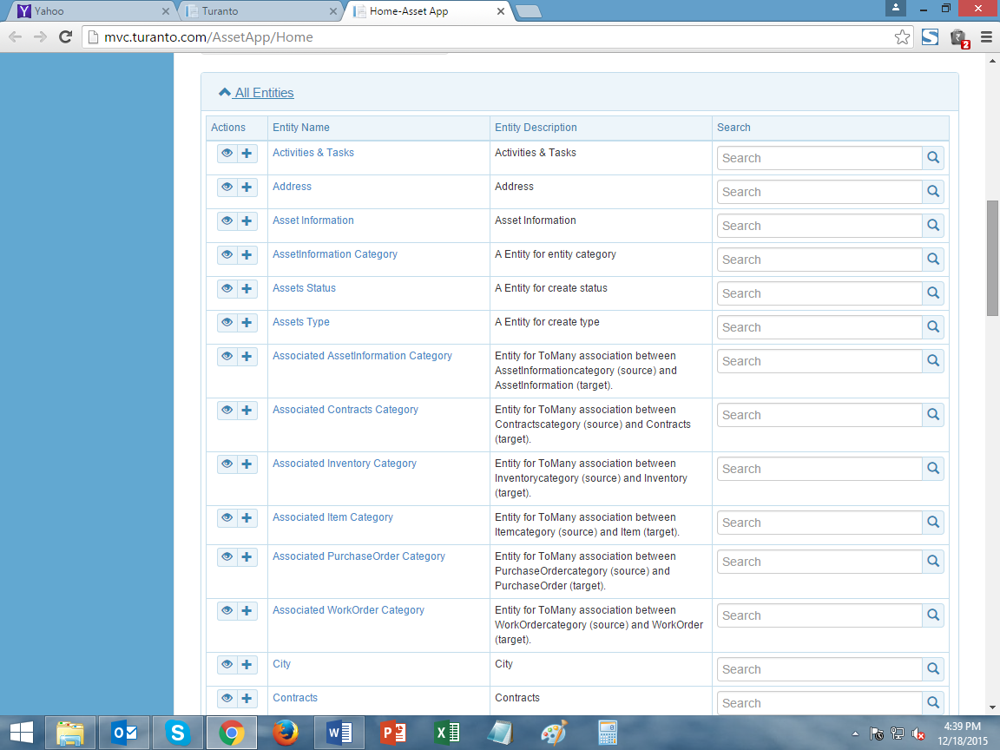 Yahoo
Turanto
Home-Asset App
mvc.turanto.com/AssetApp/Home
2
All Entities
Actions Entity Name Entity Description Search
Activities & Tasks Activities & Tasks Search
Address Address Search
Asset Information Asset Information Search
AssetInformation Category A Entity for entity category Search
Assets Status A Entity for create status Search
Assets Type A Entity for create type Search
Associated AssetInformation Category Entity for ToMany association between Search
AssetInformationcategory (source) and
AssetInformation (target).
Associated Contracts Category Entity for ToMany association between Search
Contractscategory (source) and Contracts
(target).
Associated Inventory Category Entity for ToMany association between Search
Inventorycategory (source) and Inventory
(target).
Associated Item Category Entity for ToMany association between Search
Itemcategory (source) and Item (target).
Associated PurchaseOrder Category Entity for ToMany association between Search
PurchaseOrdercategory (source) and
PurchaseOrder (target).
Associated WorkOrder Category Entity for ToMany association between Search
WorkOrdercategory (source) and WorkOrder
(target).
City City Search
Contracts Contracts Search
4:39 PM
12/18/2015